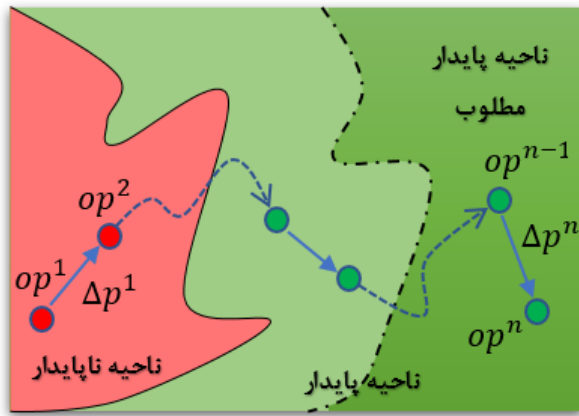 ناحیه پایدار
مطلوب
op^{n-1}
op^2
Δp^n
op^1
Δp^1
op^n
ناحیه ناپایدار
ناحیه پایدار